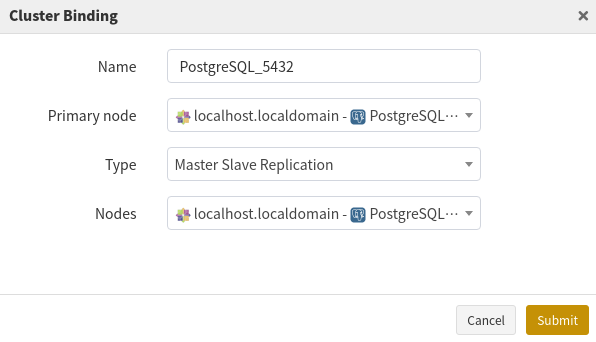 Cluster Binding ×
Name PostgreSQL_5432
Primary node localhost.localdomain - PostgreSQL···
Type Master Slave Replication
Nodes localhost.localdomain - PostgreSQL···
Cancel Submit